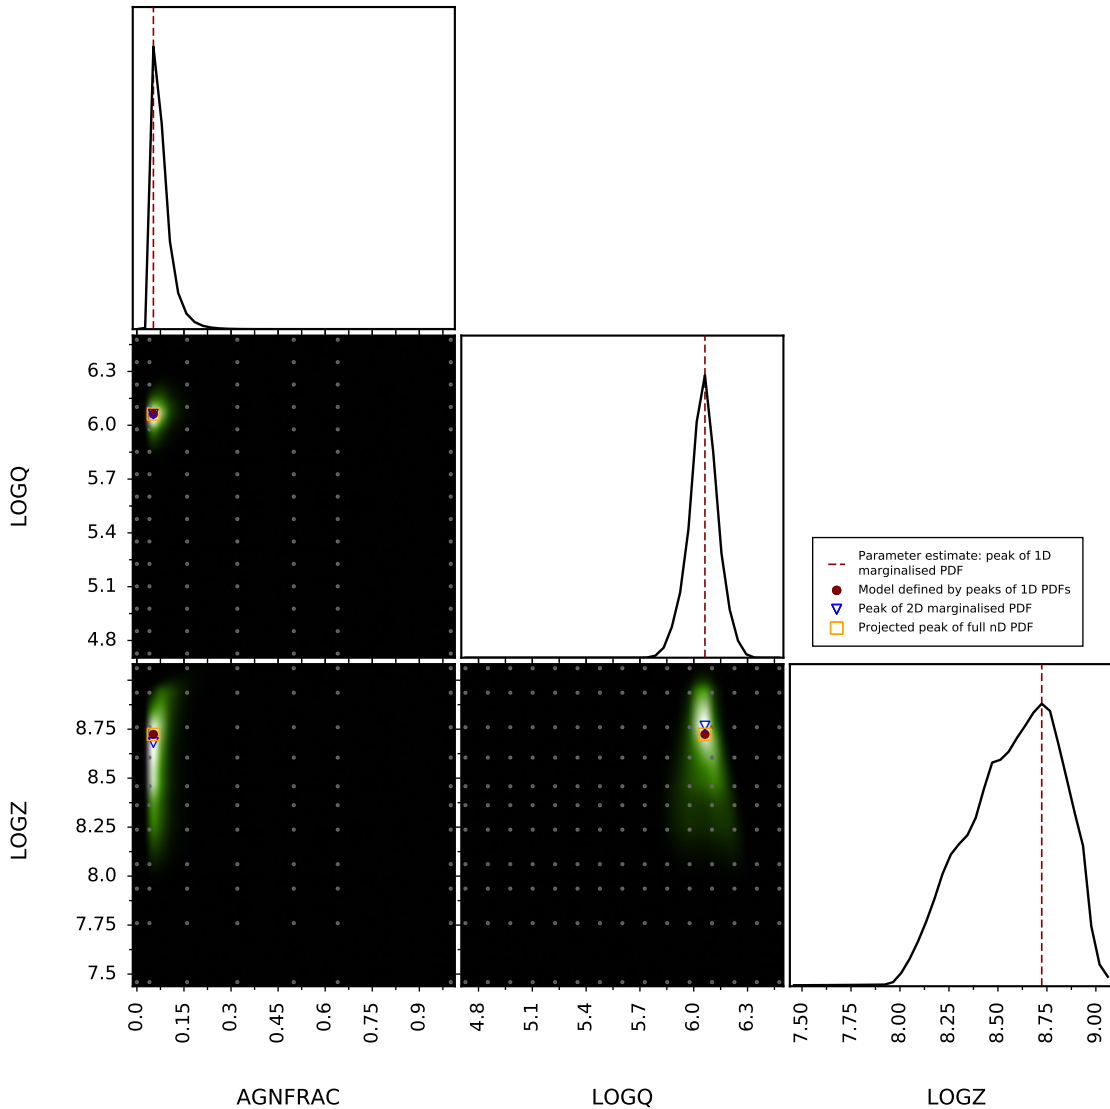 6.3
6.0
5.7
5.4
5.1
4.8
LOGQ
Parameter estimate: peak of 1D
marginalised PDF
Model defined by peaks of 1D PDFs
Peak of 2D marginalised PDF
Projected peak of full nD PDF
8.75
8.5
8.25
8.0
7.75
7.5
LOGZ
0.0 0.15 0.3 0.45 0.6 0.75 0.9
4.8 5.1 5.4 5.7 6.0 6.3
7.50 7.75 8.00 8.25 8.50 8.75 9.00
AGNFRAC LOGQ LOGZ